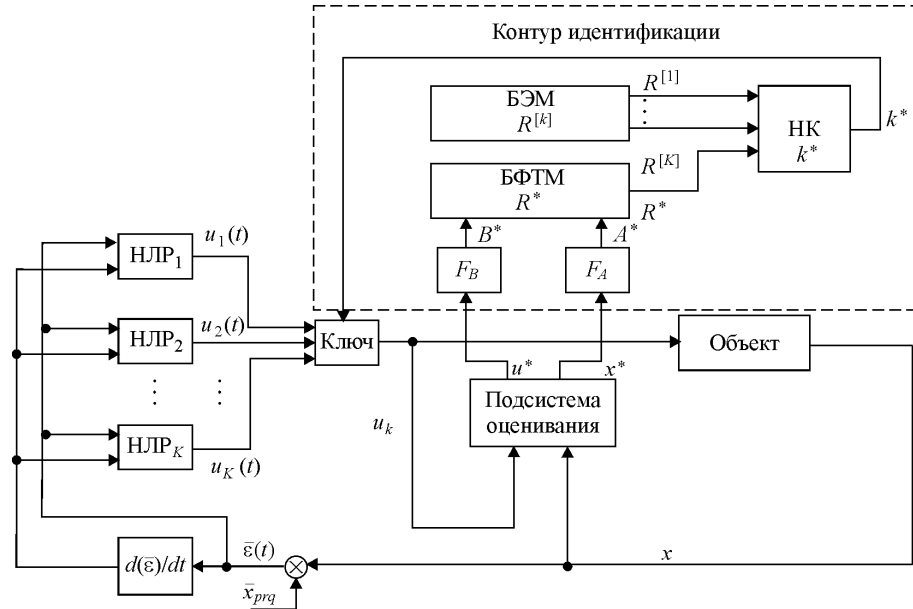 Контур идентификации
БЭМ
R^[k]
R^[1]
⋮
R^[K]
НК
k*
k*
БФТМ
R*
R*
B*
A*
F_B
F_A
НЛР_1
u_1(t)
НЛР_2
u_2(t)
⋮ ⋮
НЛР_K
u_K(t)
Ключ
Объект
u*
x*
Подсистема
оценивания
u_k
d(ε̄)/dt
ε̄(t)
x̄_prq
x